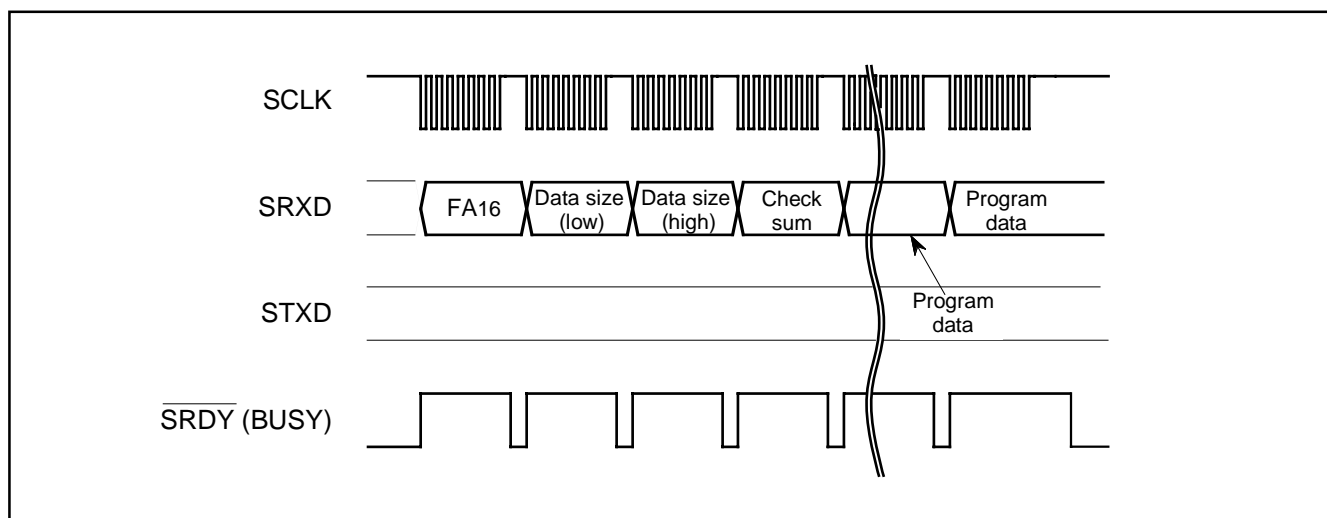 SCLK
SRXD
FA16
Data size
(low)
Data size
(high)
Check
sum
Program
data
Program
data
STXD
SRDY (BUSY)